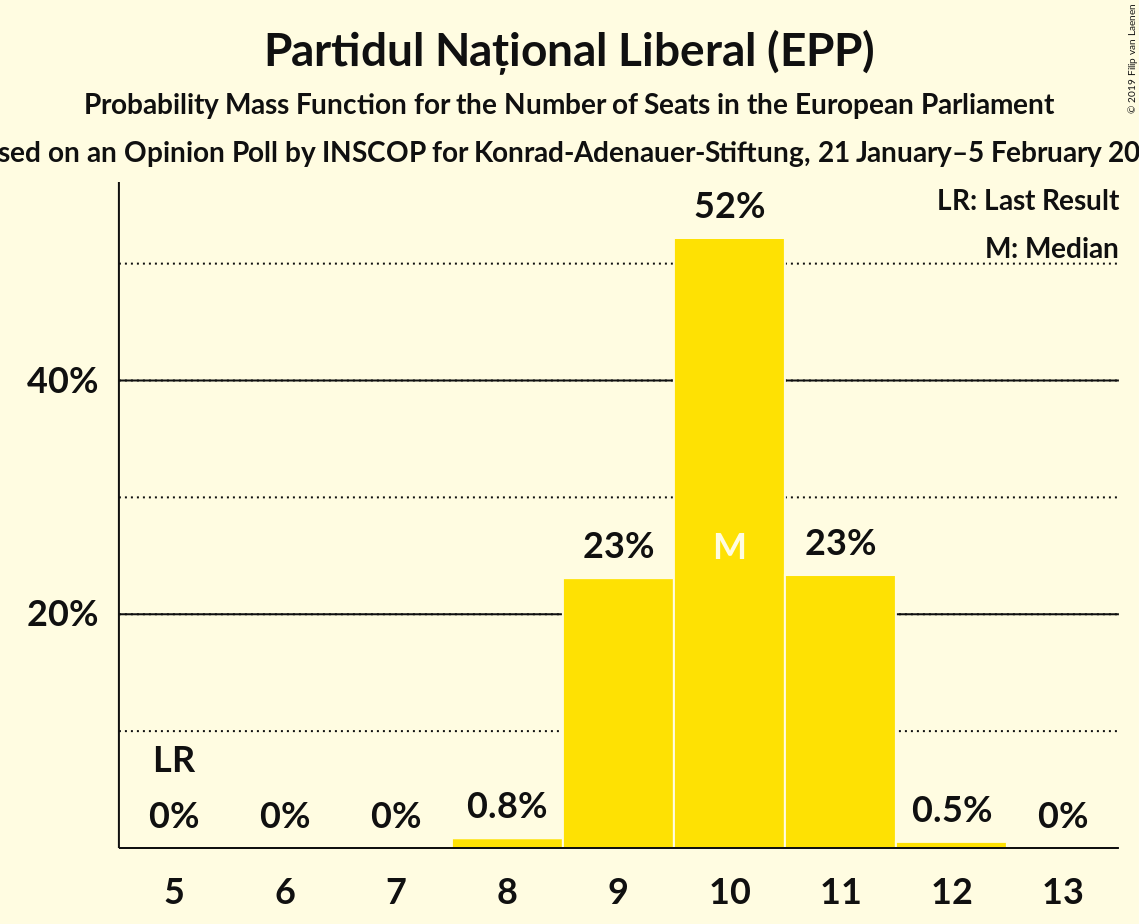 Partidul Național Liberal (EPP)
Probability Mass Function for the Number of Seats in the European Parliament
on an Opinion Poll by INSCOP for Konrad-Adenauer-Stiftung, 21 January–5 February
© 2019 Filip van Laenen
LR: Last Result
M: Median
52%
40%
23%
M
23%
20%
LR
0%
0%
0%
0.8%
0.5%
0%
5
6
7
8
9
10
11
12
13